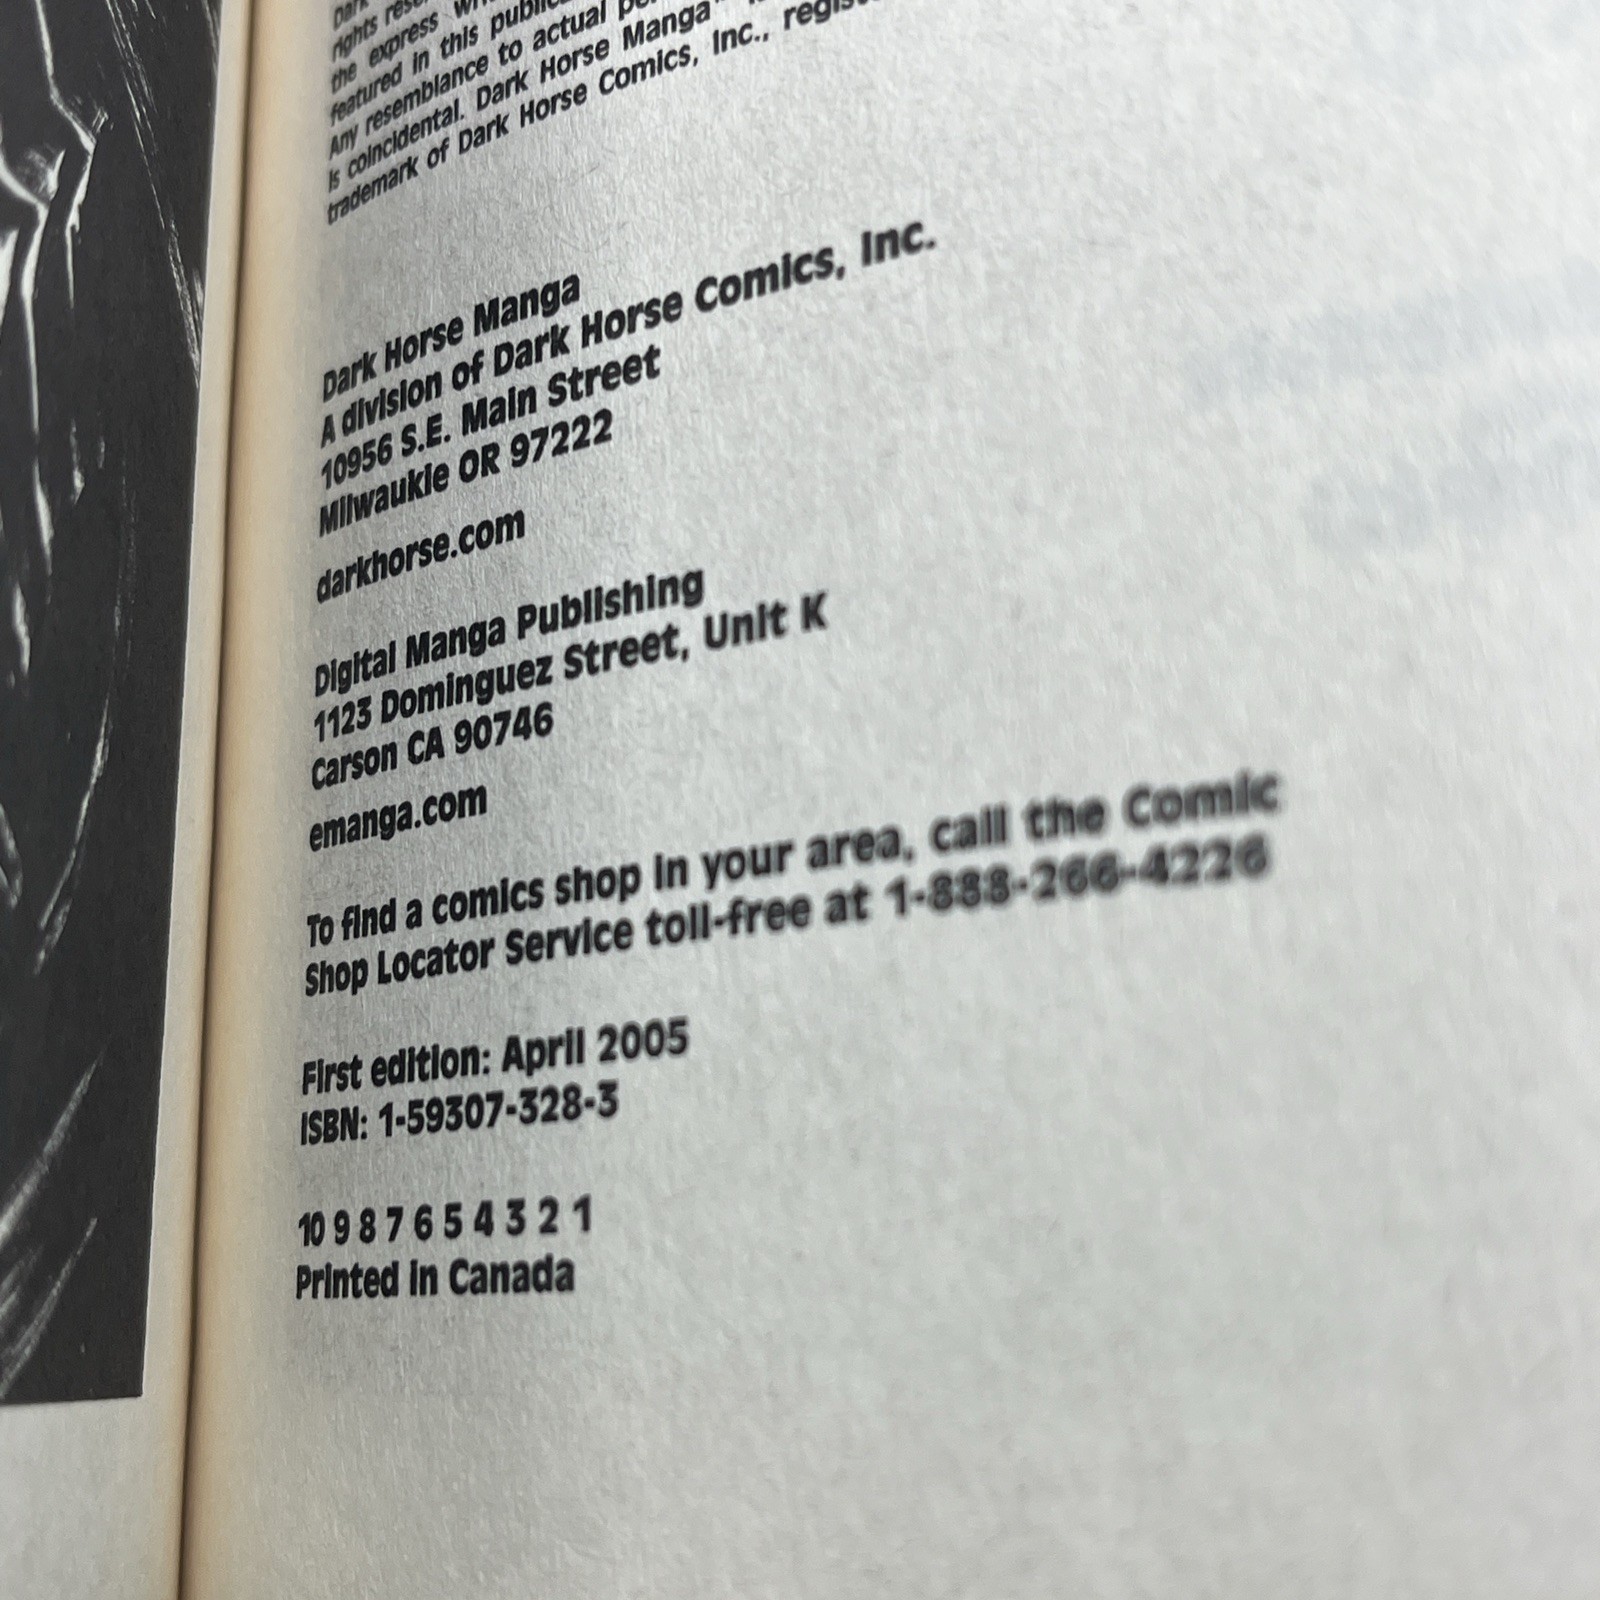 rights
the express
featured in this
Any resemblance to actual
is coincidental. Dark Horse Manga™
trademark of Dark Horse Comics, Inc.,
Dark Horse Manga
A division of Dark Horse Comics, Inc.
10956 S.E. Main Street
Milwaukie OR 97222
darkhorse.com
Digital Manga Publishing
1123 Dominguez Street, Unit K
Carson CA 90746
emanga.com
To find a comics shop in your area, call the Comic
Shop Locator Service toll-free at 1-888-266-4226
First edition: April 2005
ISBN: 1-59307-328-3
10 9 8 7 6 5 4 3 2 1
Printed in Canada